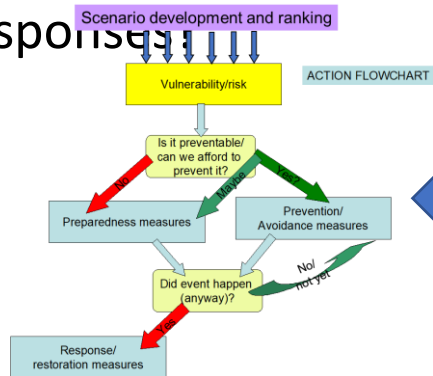 sponses?
Scenario development and ranking
Vulnerability/risk
ACTION FLOWCHART
Is it preventable/
can we afford to
prevent it?
No
Maybe
Yes?
Preparedness measures
Prevention/
Avoidance measures
Did event happen
(anyway)?
No/
not yet
Yes
Response/
restoration measures